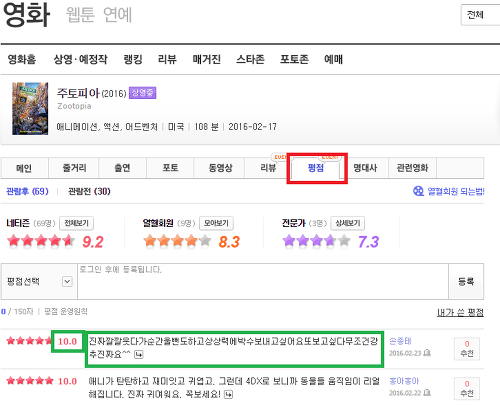 영화 웹툰 연예
전체
영화홈 상영·예정작 랭킹 리뷰 매거진 스타존 포토존 예매
주토피아 (2016) 상영중
Zootopia
애니메이션, 액션, 어드벤처 | 미국 | 108 분 | 2016-02-17
메인 줄거리 출연 포토 동영상 리뷰 평점 명대사 관련영화
관람후 (69) 관람전 (30) 열혈회원 되는법!
네티즌 (69명) 전체보기 열혈회원 (9명) 모아보기 전문가 (3명) 상세보기
9.2 8.3 7.3
평점선택
로그인 후에 등록됩니다.
등록
0 / 150자 | 평점 운영원칙 내가 쓴 평점
10.0 진짜깔깔웃다가순간울뻔도하고상상력에박수보내고싶어요또보고싶다무조건강
추진짜요^^
손종태
2016.02.23
0
추천
10.0 애니가 탄탄하고 재미있고 귀엽고. 그런데 4DX로 보니까 동물들 움직임이 리얼
해집니다. 진짜 귀여워요. 꼭보세요!
홍아홍아
2016.02.22
0
추천